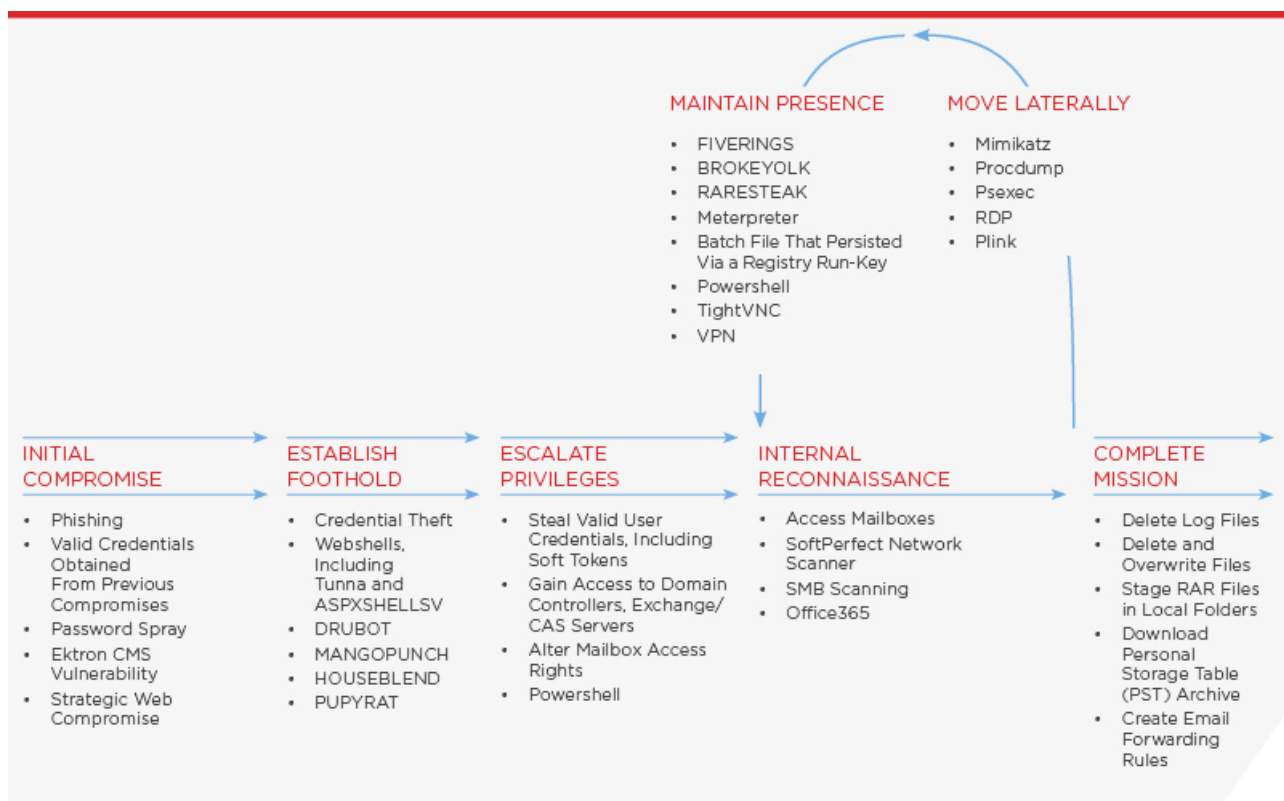 MAINTAIN PRESENCE
• FIVERINGS
• BROKEYOLK
• RARESTEAK
• Meterpreter
• Batch File That Persisted
Via a Registry Run-Key
• Powershell
• TightVNC
• VPN
MOVE LATERALLY
• Mimikatz
• Procdump
• Psexec
• RDP
• Plink
INITIAL
COMPROMISE
• Phishing
• Valid Credentials
Obtained
From Previous
Compromises
• Password Spray
• Ektron CMS
Vulnerability
• Strategic Web
Compromise
ESTABLISH
FOOTHOLD
• Credential Theft
• Webshells,
Including
Tunna and
ASPXSHELLSV
• DRUBOT
• MANGOPUNCH
• HOUSEBLEND
• PUPYRAT
ESCALATE
PRIVILEGES
• Steal Valid User
Credentials, Including
Soft Tokens
• Gain Access to Domain
Controllers, Exchange/
CAS Servers
• Alter Mailbox Access
Rights
• Powershell
INTERNAL
RECONNAISSANCE
• Access Mailboxes
• SoftPerfect Network
Scanner
• SMB Scanning
• Office365
COMPLETE
MISSION
• Delete Log Files
• Delete and
Overwrite Files
• Stage RAR Files
in Local Folders
• Download
Personal
Storage Table
(PST) Archive
• Create Email
Forwarding
Rules